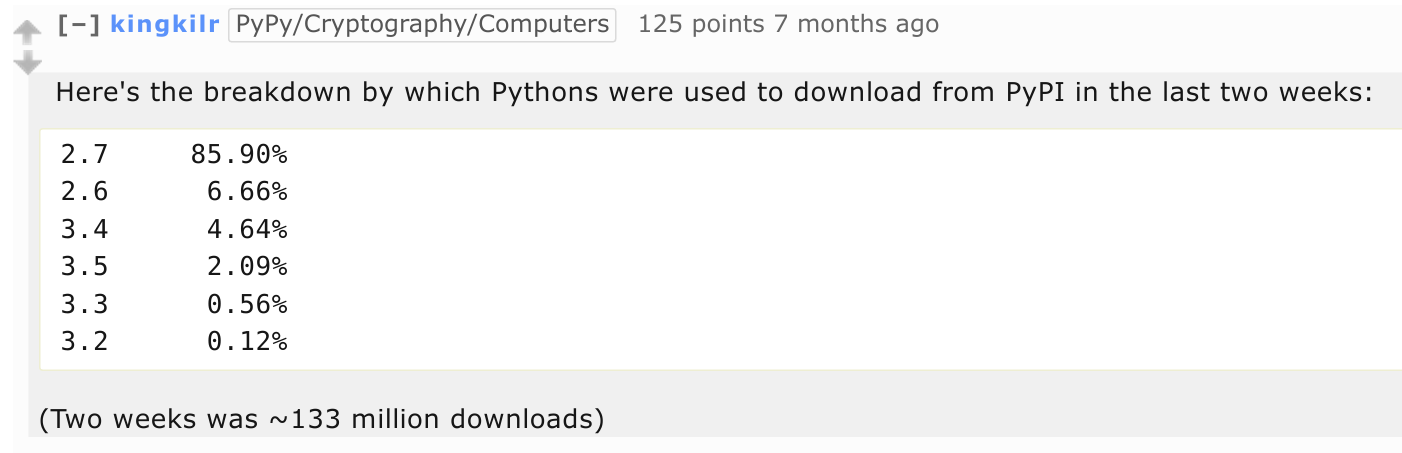 [−] kingkilr PyPy/Cryptography/Computers 125 points 7 months ago
Here's the breakdown by which Pythons were used to download from PyPI in the last two weeks:
2.7 85.90%
2.6 6.66%
3.4 4.64%
3.5 2.09%
3.3 0.56%
3.2 0.12%
(Two weeks was ~133 million downloads)